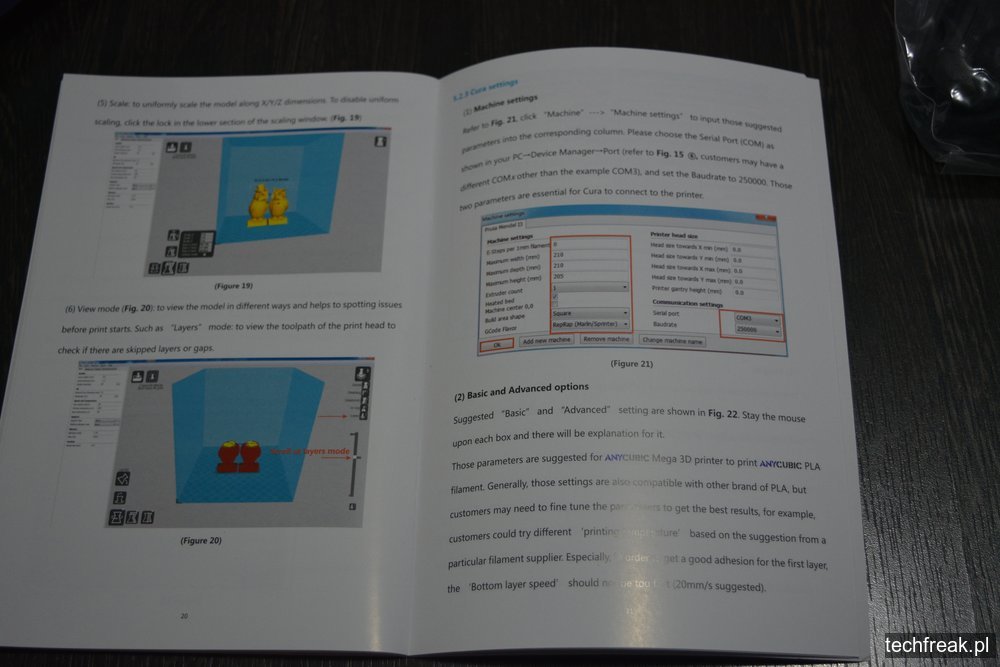 (5) Scale: to uniformly scale the model along X/Y/Z dimensions. To disable uniform
scaling, click the lock in the lower section of the scaling window. (Fig. 19)
(Figure 19)
(6) View mode (Fig. 20): to view the model in different ways and helps to spotting issues
before print starts. Such as “Layers” mode: to view the toolpath of the print head to
check if there are skipped layers or gaps.
Scroll at layers mode
(Figure 20)
20
5.2.3 Cura settings
(1) Machine settings
Refer to Fig. 21, click “Machine” ---> “Machine settings” to input those suggested
parameters into the corresponding column. Please choose the Serial Port (COM) as
shown in your PC→Device Manager→Port (refer to Fig. 15 ⑥, customers may have a
different COMx other than the example COM3), and set the Baudrate to 250000. Those
two parameters are essential for Cura to connect to the printer.
Machine settings
Prusa Mendel I3
Machine settings
E-Steps per 1mm filament 0
Maximum width (mm) 210
Maximum depth (mm) 210
Maximum height (mm) 205
Extruder count 1
Heated bed
Machine center 0,0
Build area shape Square
GCode Flavor RepRap (Marlin/Sprinter)
Printer head size
Head size towards X min (mm) 0.0
Head size towards Y min (mm) 0.0
Head size towards X max (mm) 0.0
Head size towards Y max (mm) 0.0
Printer gantry height (mm) 0.0
Communication settings
Serial port COM3
Baudrate 250000
Ok Add new machine Remove machine Change machine name
(Figure 21)
(2) Basic and Advanced options
Suggested “Basic” and “Advanced” setting are shown in Fig. 22. Stay the mouse
upon each box and there will be explanation for it.
Those parameters are suggested for ANYCUBIC Mega 3D printer to print ANYCUBIC PLA
filament. Generally, those settings are also compatible with other brand of PLA, but
customers may need to fine tune the parameters to get the best results, for example,
customers could try different ‘printing temperature’ based on the suggestion from a
particular filament supplier. Especially, in order to get a good adhesion for the first layer,
the ‘Bottom layer speed’ should not be too fast (20mm/s suggested).
techfreak.pl